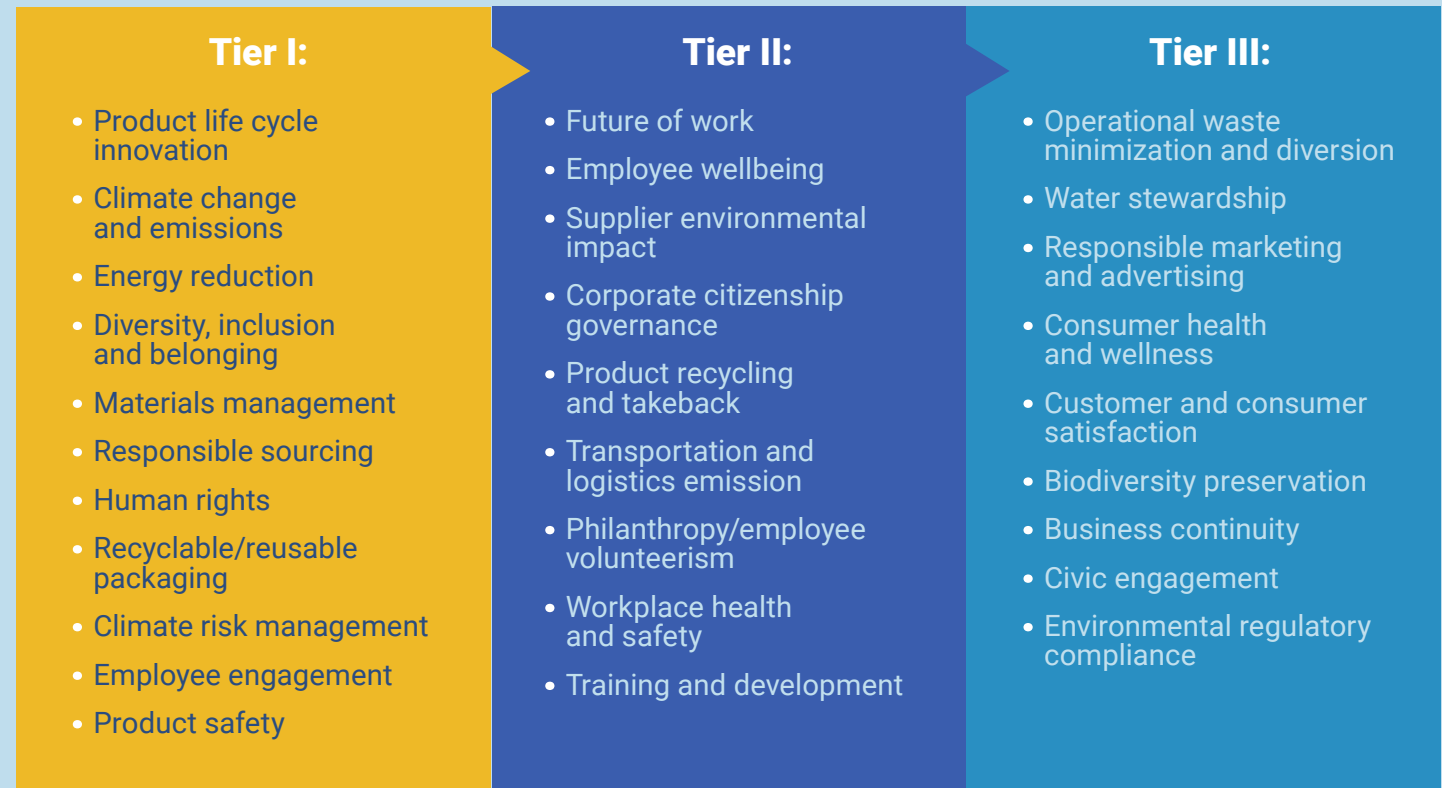 Tier I:
• Product life cycle
innovation
• Climate change
and emissions
• Energy reduction
• Diversity, inclusion
and belonging
• Materials management
• Responsible sourcing
• Human rights
• Recyclable/reusable
packaging
• Climate risk management
• Employee engagement
• Product safety
Tier II:
• Future of work
• Employee wellbeing
• Supplier environmental
impact
• Corporate citizenship
governance
• Product recycling
and takeback
• Transportation and
logistics emission
• Philanthropy/employee
volunteerism
• Workplace health
and safety
• Training and development
Tier III:
• Operational waste
minimization and diversion
• Water stewardship
• Responsible marketing
and advertising
• Consumer health
and wellness
• Customer and consumer
satisfaction
• Biodiversity preservation
• Business continuity
• Civic engagement
• Environmental regulatory
compliance